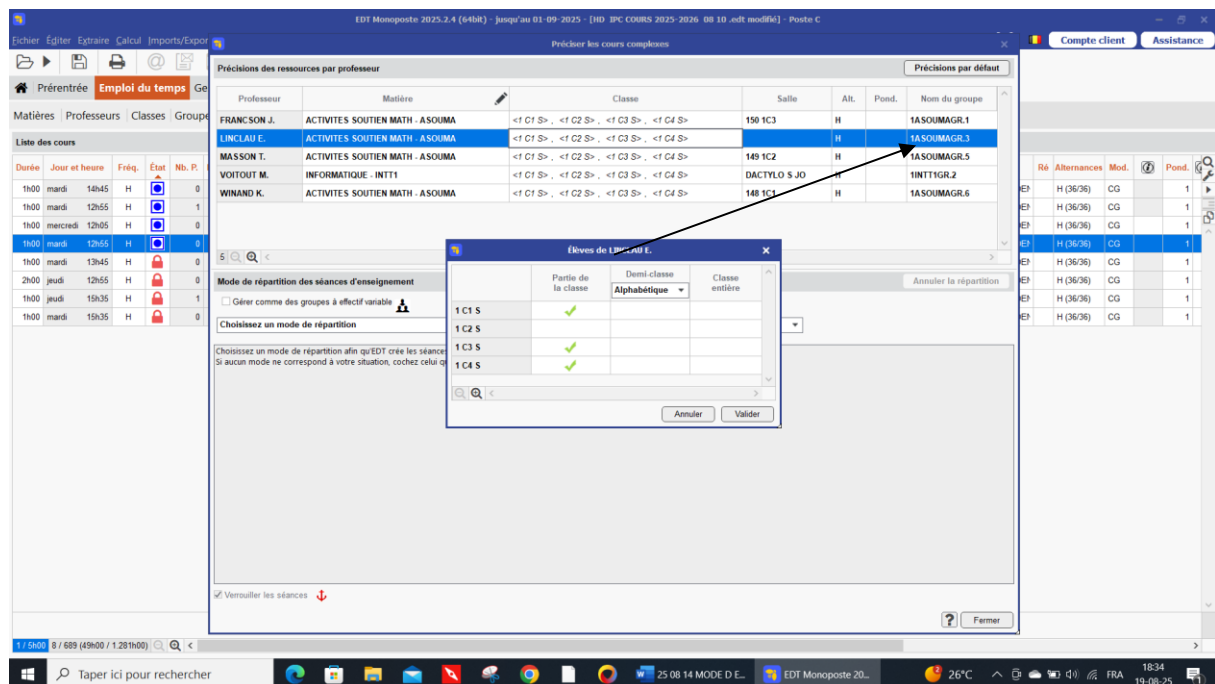 EDT Monoposte 2025.2.4 (64bit) - jusqu'au 01-09-2025 - [HD IPC COURS 2025-2026 08 10 .edt modifié] - Poste C
Fichier Éditer Extraire Calcul Imports/Expor
Préciser les cours complexes
Compte client Assistance
Précisions des ressources par professeur
Précisions par défaut
Prérentrée Emploi du temps Ge
Matières Professeurs Classes Groupe
Professeur Matière Classe Salle Alt. Pond. Nom du groupe
FRANCSON J. ACTIVITES SOUTIEN MATH - ASOUMA <1 C1 S> , <1 C2 S> , <1 C3 S> , <1 C4 S> 150 1C3 H 1ASOUMAGR.1
LINCLAU E. ACTIVITES SOUTIEN MATH - ASOUMA <1 C1 S> , <1 C2 S> , <1 C3 S> , <1 C4 S> H 1ASOUMAGR.3
MASSON T. ACTIVITES SOUTIEN MATH - ASOUMA <1 C1 S> , <1 C2 S> , <1 C3 S> , <1 C4 S> 149 1C2 H 1ASOUMAGR.5
VOITOUT M. INFORMATIQUE - INTT1 <1 C1 S> , <1 C2 S> , <1 C3 S> , <1 C4 S> DACTYLO S JO H 1INTT1GR.2
WINAND K. ACTIVITES SOUTIEN MATH - ASOUMA <1 C1 S> , <1 C2 S> , <1 C3 S> , <1 C4 S> 148 1C1 H 1ASOUMAGR.6
5
Liste des cours
Durée Jour et heure Fréq. État Nb. P. Ré Alternances Mod. Pond.
1h00 mardi 14h45 H 0 H (36/36) CG 1
1h00 mardi 12h55 H 1 H (36/36) CG 1
1h00 mercredi 12h05 H 0 H (36/36) CG 1
1h00 mardi 12h55 H 0 H (36/36) CG 1
1h00 mardi 13h45 H 0 H (36/36) CG 1
2h00 jeudi 12h55 H 0 H (36/36) CG 1
1h00 jeudi 15h35 H 1 H (36/36) CG 1
1h00 mardi 15h35 H 0 H (36/36) CG 1
Mode de répartition des séances d'enseignement
Annuler la répartition
Gérer comme des groupes à effectif variable
Choisissez un mode de répartition
Choisissez un mode de répartition afin qu'EDT crée les séance
Si aucun mode ne correspond à votre situation, cochez celui q
Élèves de LINCLAU E.
Partie de la classe Demi-classe Classe entière
Alphabétique
1 C1 S
1 C2 S
1 C3 S
1 C4 S
Annuler Valider
Verrouiller les séances
? Fermer
1 / 5h00 8 / 689 (49h00 / 1.281h00)
Taper ici pour rechercher
25 08 14 MODE D E... EDT Monoposte 20...
26°C FRA 18:34
19-08-25